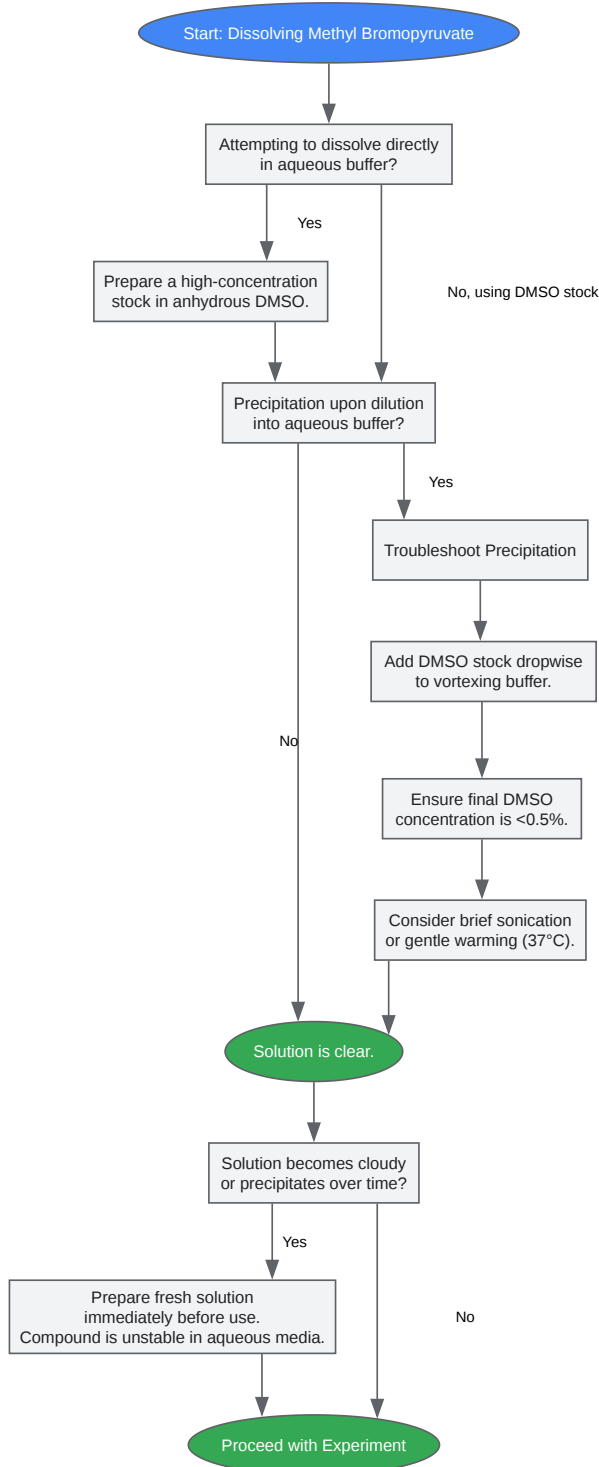 Start: Dissolving Methyl Bromopyruvate
Attempting to dissolve directly
in aqueous buffer?
Yes
Prepare a high-concentration
stock in anhydrous DMSO.
No, using DMSO stock
Precipitation upon dilution
into aqueous buffer?
Yes
Troubleshoot Precipitation
Add DMSO stock dropwise
to vortexing buffer.
No
Ensure final DMSO
concentration is <0.5%.
Consider brief sonication
or gentle warming (37°C).
Solution is clear.
Solution becomes cloudy
or precipitates over time?
Yes
Prepare fresh solution
immediately before use.
Compound is unstable in aqueous media.
No
Proceed with Experiment